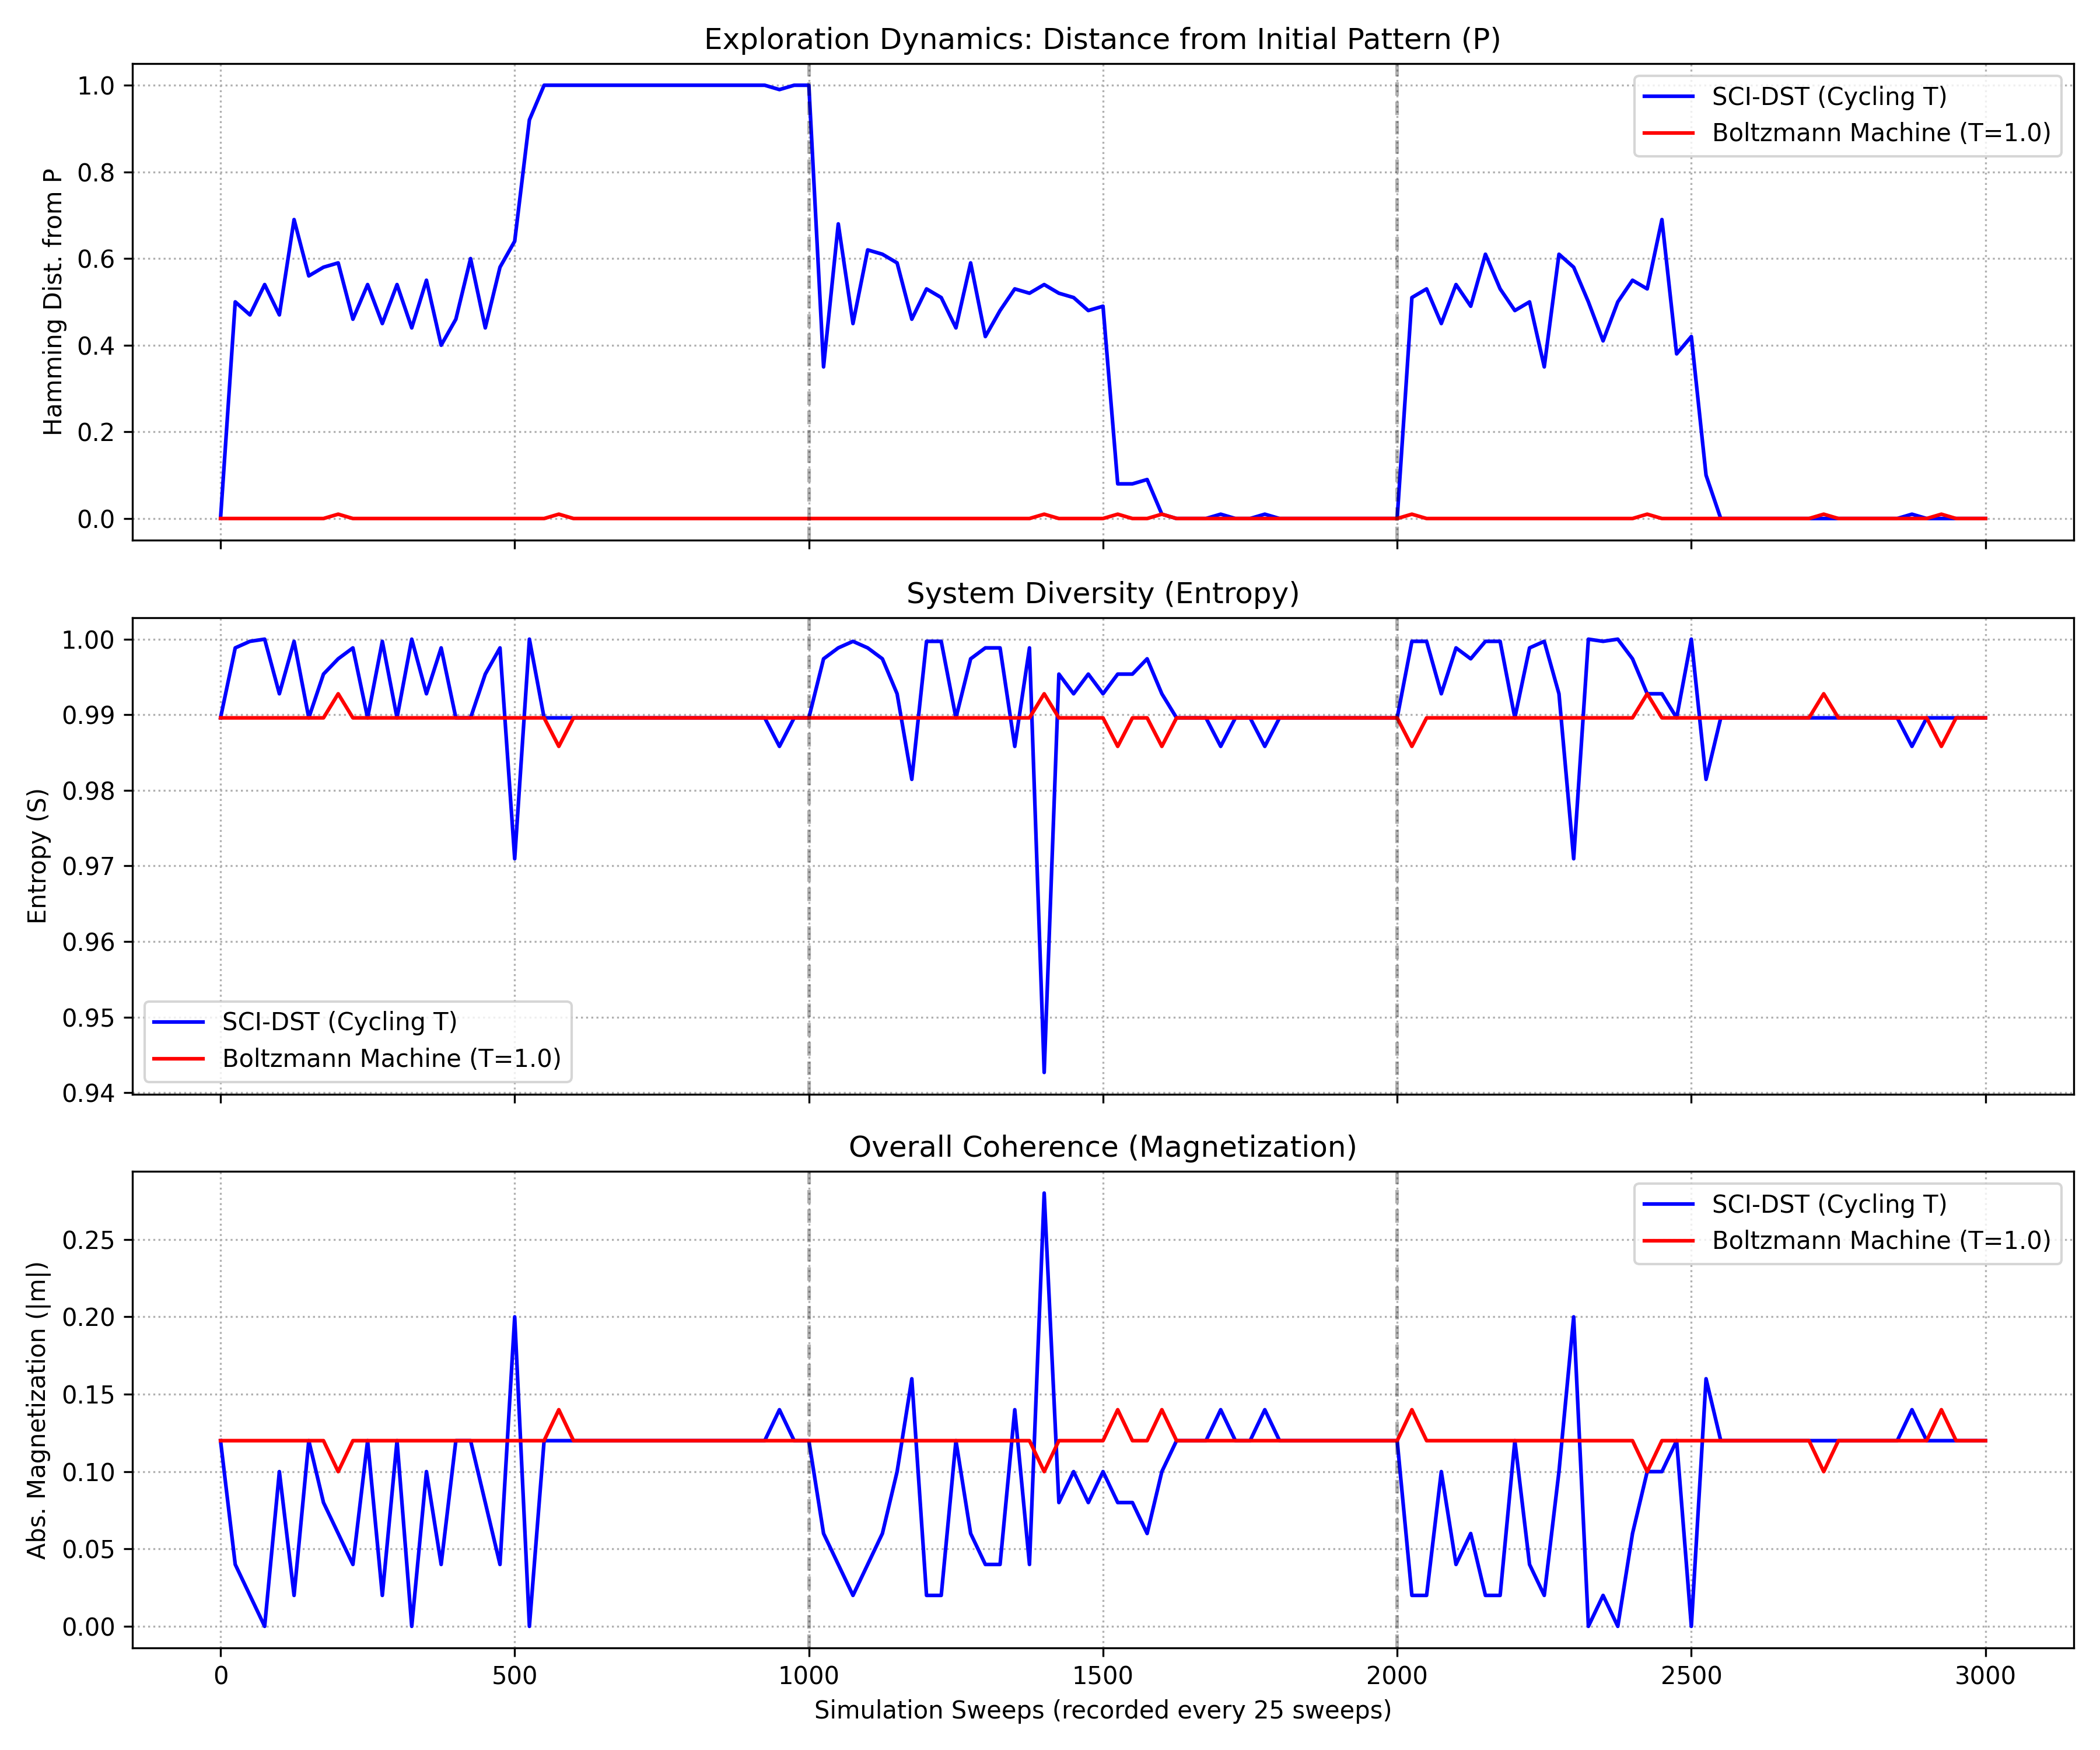 Exploration Dynamics: Distance from Initial Pattern (P)
Hamming Dist. from P
1.0
0.8
0.6
0.4
0.2
0.0
SCI-DST (Cycling T)
Boltzmann Machine (T=1.0)
System Diversity (Entropy)
Entropy (S)
1.00
0.99
0.98
0.97
0.96
0.95
0.94
SCI-DST (Cycling T)
Boltzmann Machine (T=1.0)
Overall Coherence (Magnetization)
Abs. Magnetization (|m|)
0.25
0.20
0.15
0.10
0.05
0.00
SCI-DST (Cycling T)
Boltzmann Machine (T=1.0)
0 500 1000 1500 2000 2500 3000
Simulation Sweeps (recorded every 25 sweeps)